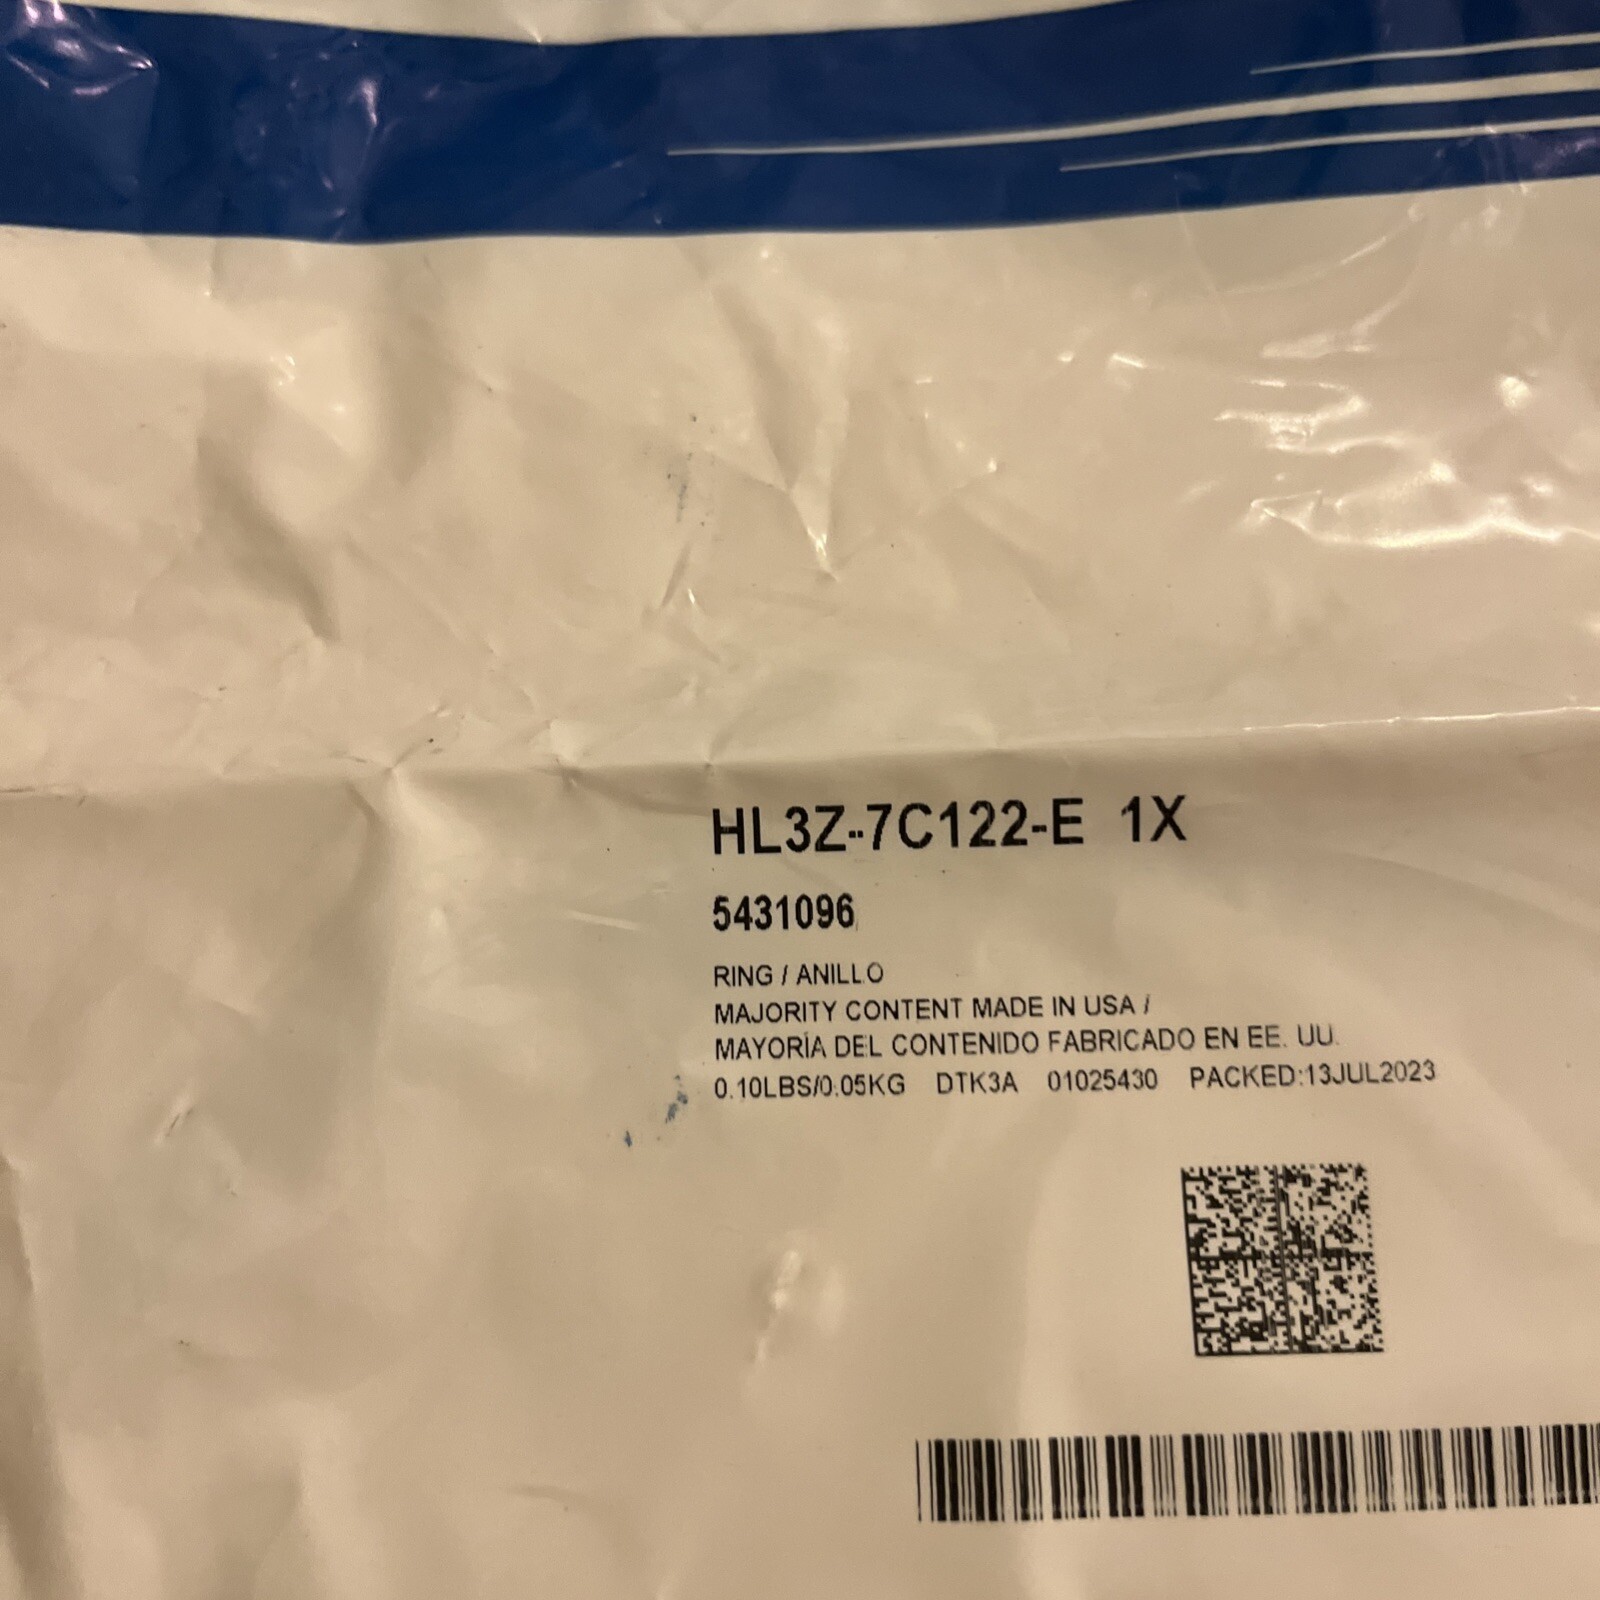 HL3Z-7C122-E 1X
5431096
RING / ANILLO
MAJORITY CONTENT MADE IN USA /
MAYORÍA DEL CONTENIDO FABRICADO EN EE. UU.
0.10LBS/0.05KG DTK3A 01025430 PACKED:13JUL2023